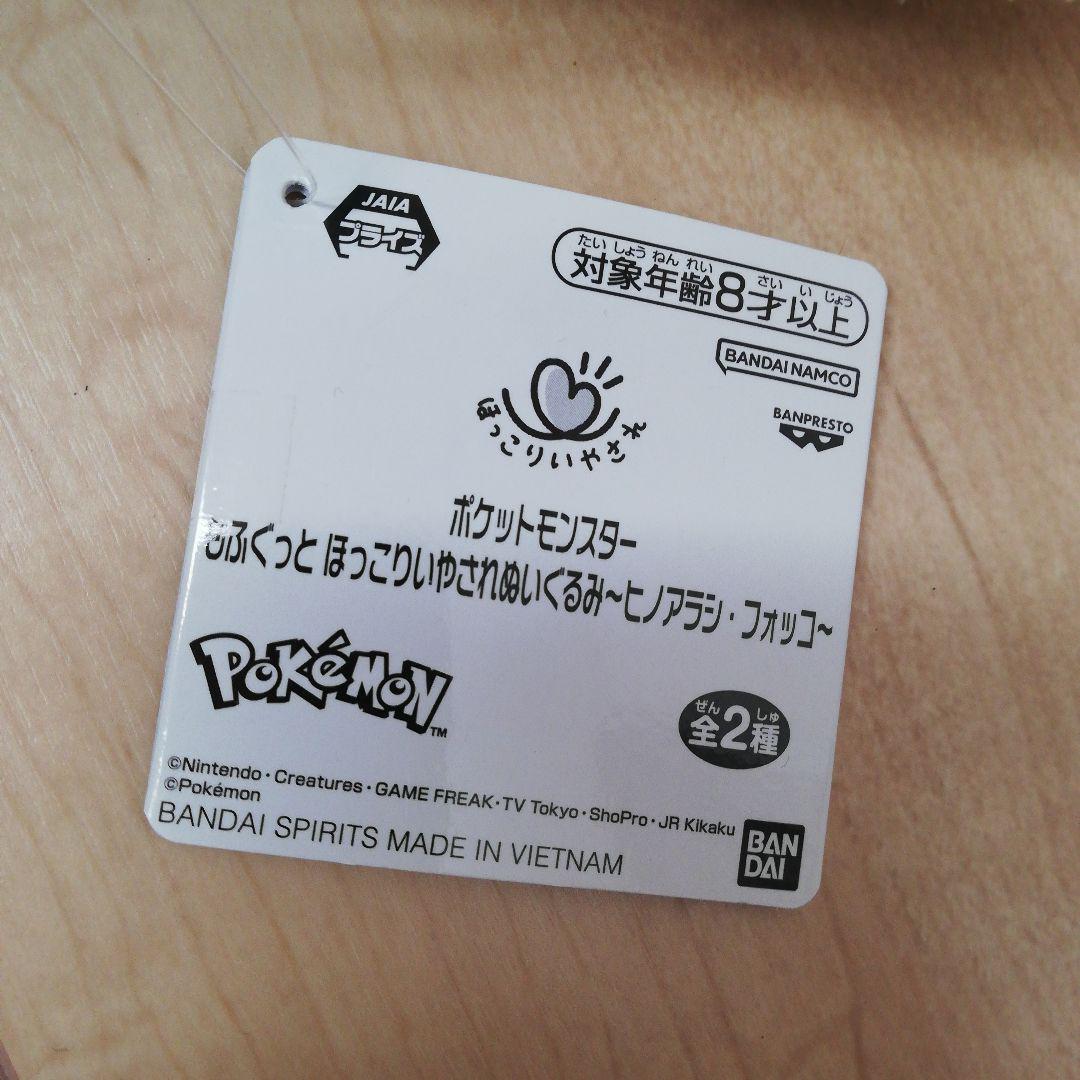 JAIA
プライズ
たいしょうねんれい さいいじょう
対象年齢8才以上
BANDAI NAMCO
BANPRESTO
ほっこりいやされ
ポケットモンスター
もふぐっと ほっこりいやされぬいぐるみ～ヒノアラシ・フォッコ～
POKéMON™
ぜん しゅ
全2種
©Nintendo・Creatures・GAME FREAK・TV Tokyo・ShoPro・JR Kikaku
©Pokémon
BANDAI SPIRITS MADE IN VIETNAM
BAN
DAI